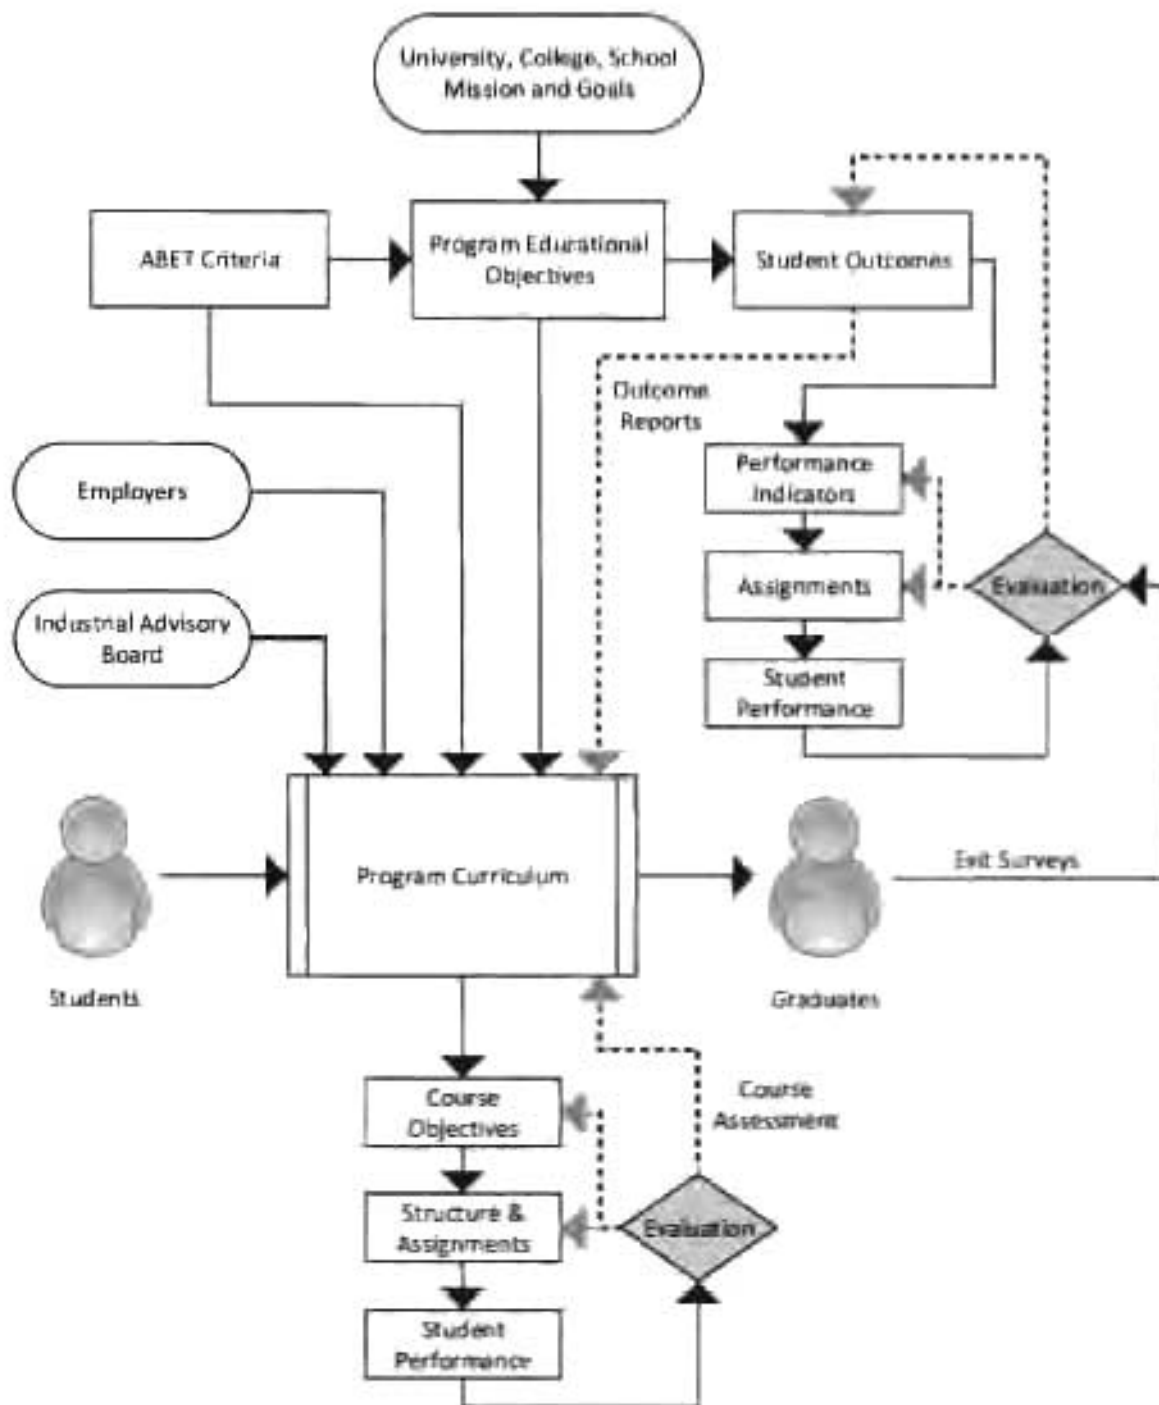 University, College, School
Mission and Goals
ABET Criteria
Program Educational
Objectives
Student Outcomes
Outcome
Reports
Performance
Indicators
Employers
Assignments
Evaluation
Industrial Advisory
Board
Student
Performance
Program Curriculum
Exit Surveys
Students
Graduates
Course
Objectives
Course
Assessment
Structure &
Assignments
Evaluation
Student
Performance